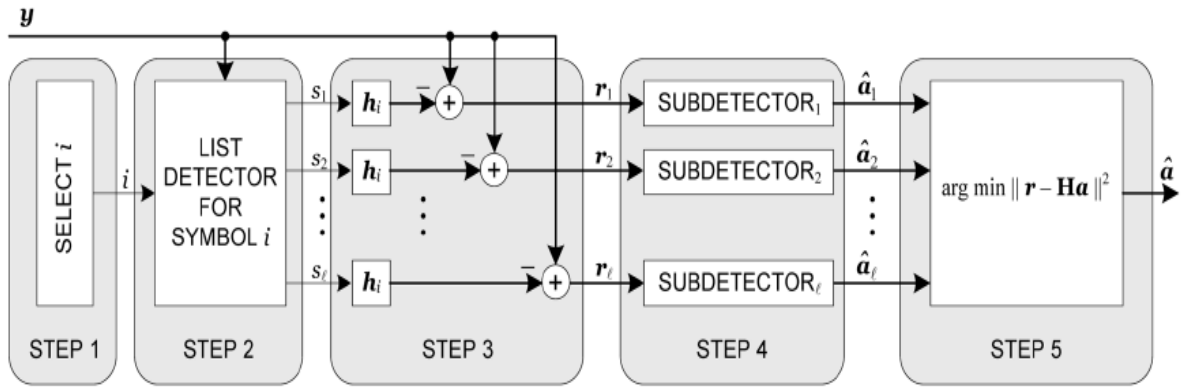 y
SELECT i
STEP 1
i
LIST
DETECTOR
FOR
SYMBOL i
STEP 2
s₁
s₂
sℓ
hᵢ
hᵢ
hᵢ
− +
− +
− +
STEP 3
r₁
r₂
rℓ
SUBDETECTOR₁
SUBDETECTOR₂
SUBDETECTORℓ
STEP 4
â₁
â₂
âℓ
arg min || r – Ha ||²
STEP 5
â